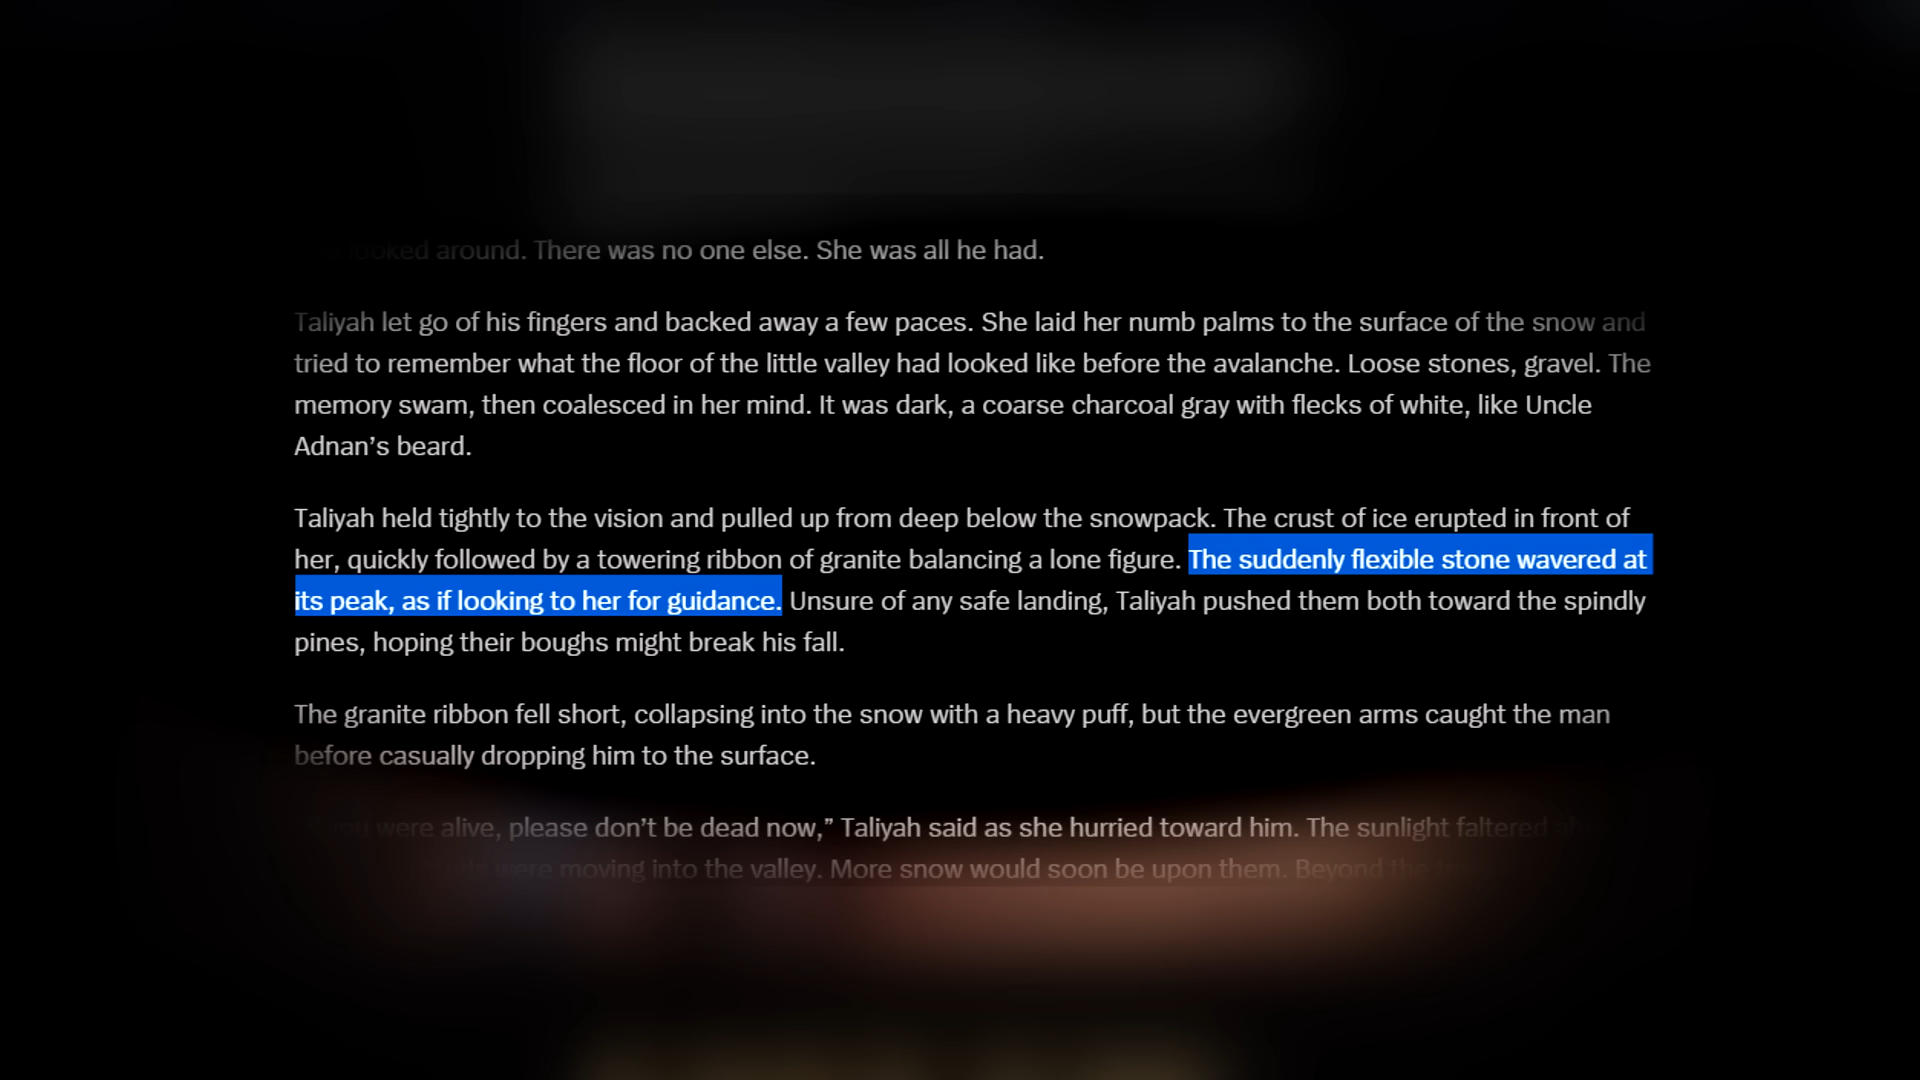 looked around. There was no one else. She was all he had.
Taliyah let go of his fingers and backed away a few paces. She laid her numb palms to the surface of the snow and
tried to remember what the floor of the little valley had looked like before the avalanche. Loose stones, gravel. The
memory swam, then coalesced in her mind. It was dark, a coarse charcoal gray with flecks of white, like Uncle
Adnan’s beard.
Taliyah held tightly to the vision and pulled up from deep below the snowpack. The crust of ice erupted in front of
her, quickly followed by a towering ribbon of granite balancing a lone figure. The suddenly flexible stone wavered at
its peak, as if looking to her for guidance. Unsure of any safe landing, Taliyah pushed them both toward the spindly
pines, hoping their boughs might break his fall.
The granite ribbon fell short, collapsing into the snow with a heavy puff, but the evergreen arms caught the man
before casually dropping him to the surface.
you were alive, please don’t be dead now,” Taliyah said as she hurried toward him. The sunlight faltered
were moving into the valley. More snow would soon be upon them. Beyond the